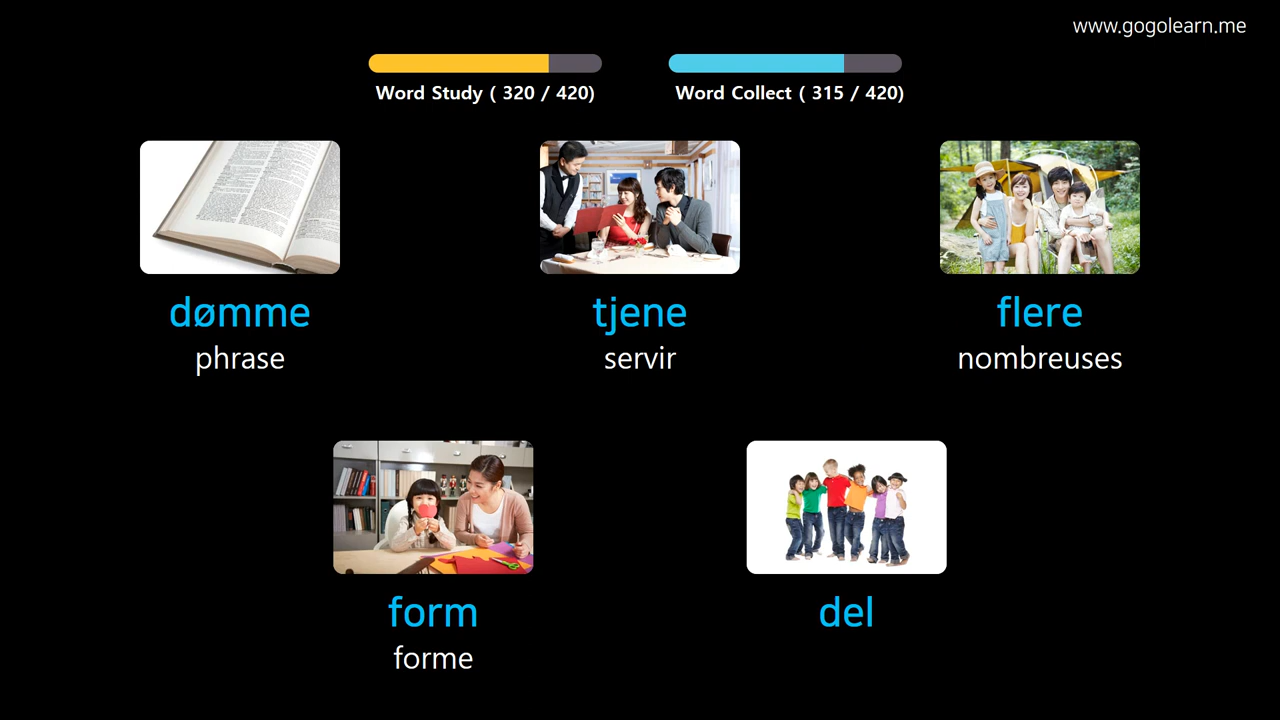 www.gogolearn.me
Word Study ( 320 / 420)
Word Collect ( 315 / 420)
dømme
phrase
tjene
servir
flere
nombreuses
form
forme
del